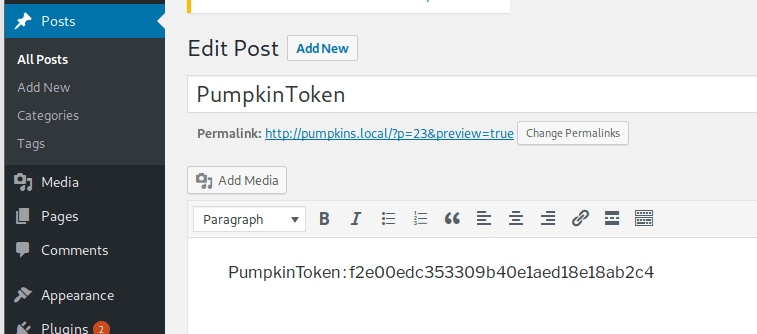 Posts
All Posts
Add New
Categories
Tags
Media
Pages
Comments
Appearance
Plugins 2
Edit Post Add New
PumpkinToken
Permalink: http://pumpkins.local/?p=23&preview=true Change Permalinks
Add Media
Paragraph
PumpkinToken:f2e00edc353309b40e1aed18e18ab2c4